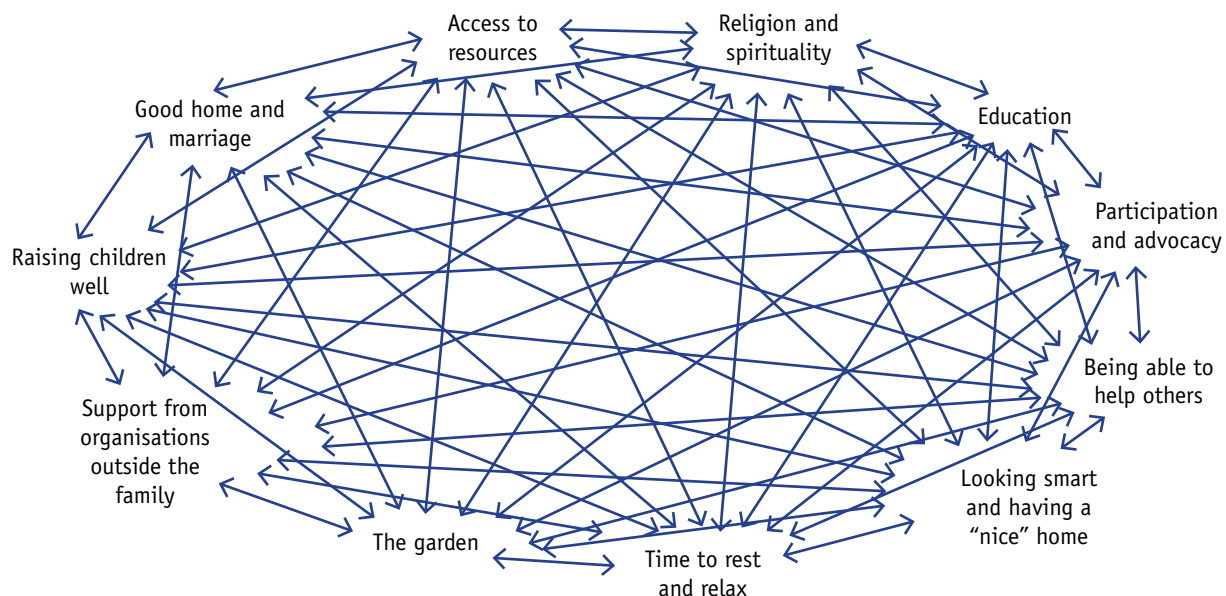 Access to
resources
Religion and
spirituality
Good home and
marriage
Education
Participation
and advocacy
Raising children
well
Being able to
help others
Support from
organisations
outside the
family
Looking smart
and having a
“nice” home
The garden
Time to rest
and relax